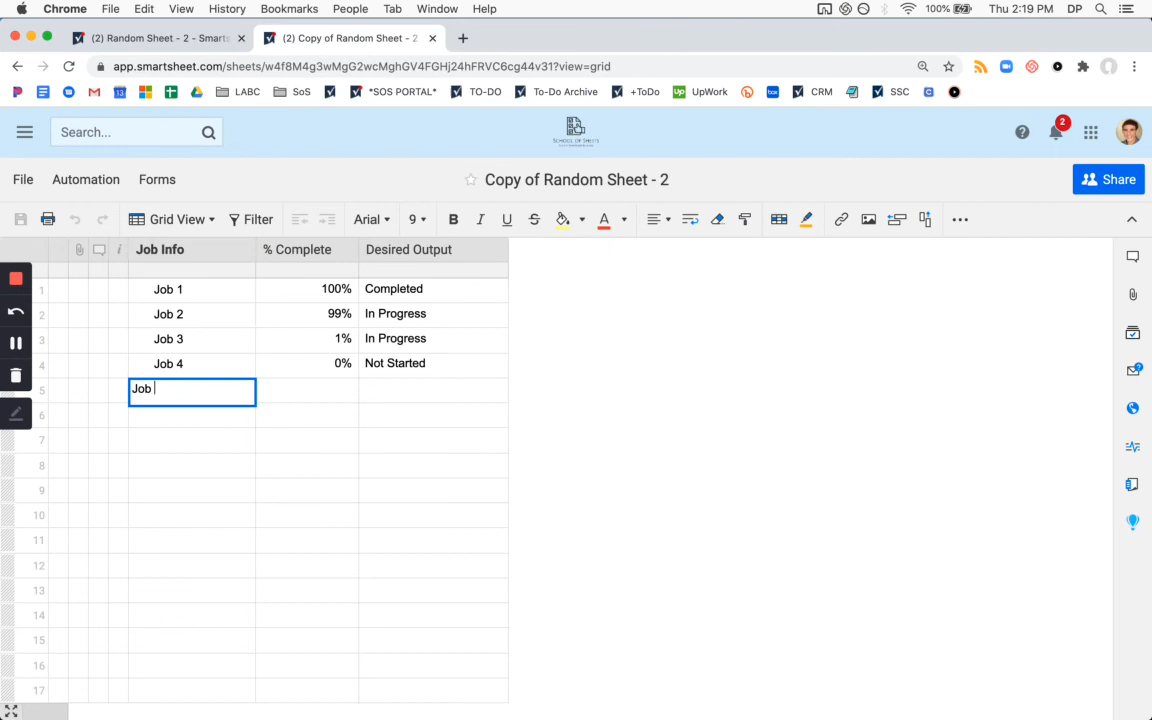 Chrome File Edit View History Bookmarks People Tab Window Help 100% Thu 2:19 PM DP
(2) Random Sheet - 2 - Smarts (2) Copy of Random Sheet - 2
app.smartsheet.com/sheets/w4f8M4g3wMgG2wcMghGV4FGHj24hFRVC6cg44v31?view=grid
LABC SoS *SOS PORTAL* TO-DO To-Do Archive +ToDo UpWork CRM SSC
Search... SCHOOL OF SHEETS 2
File Automation Forms Copy of Random Sheet - 2 Share
Grid View Filter Arial 9 B I U S A
Job Info % Complete Desired Output
1 Job 1 100% Completed
2 Job 2 99% In Progress
3 Job 3 1% In Progress
4 Job 4 0% Not Started
5 Job
6
7
8
9
10
11
12
13
14
15
16
17